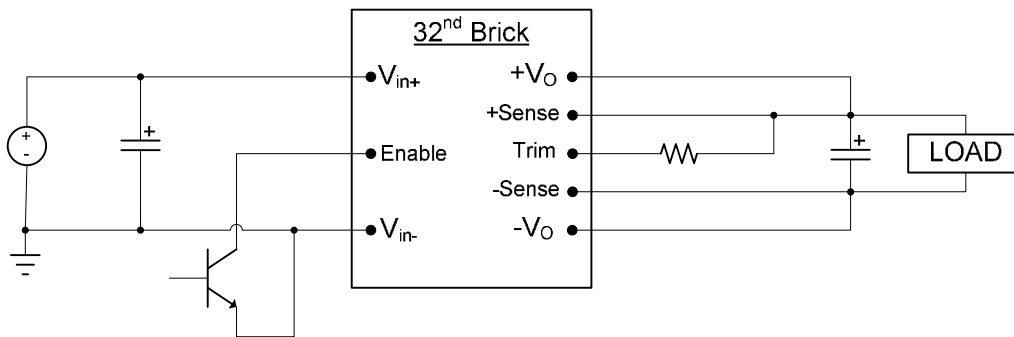 32nd Brick
Vin+
Enable
Vin-
+VO
+Sense
Trim
-Sense
-VO
+
-
+
+
LOAD